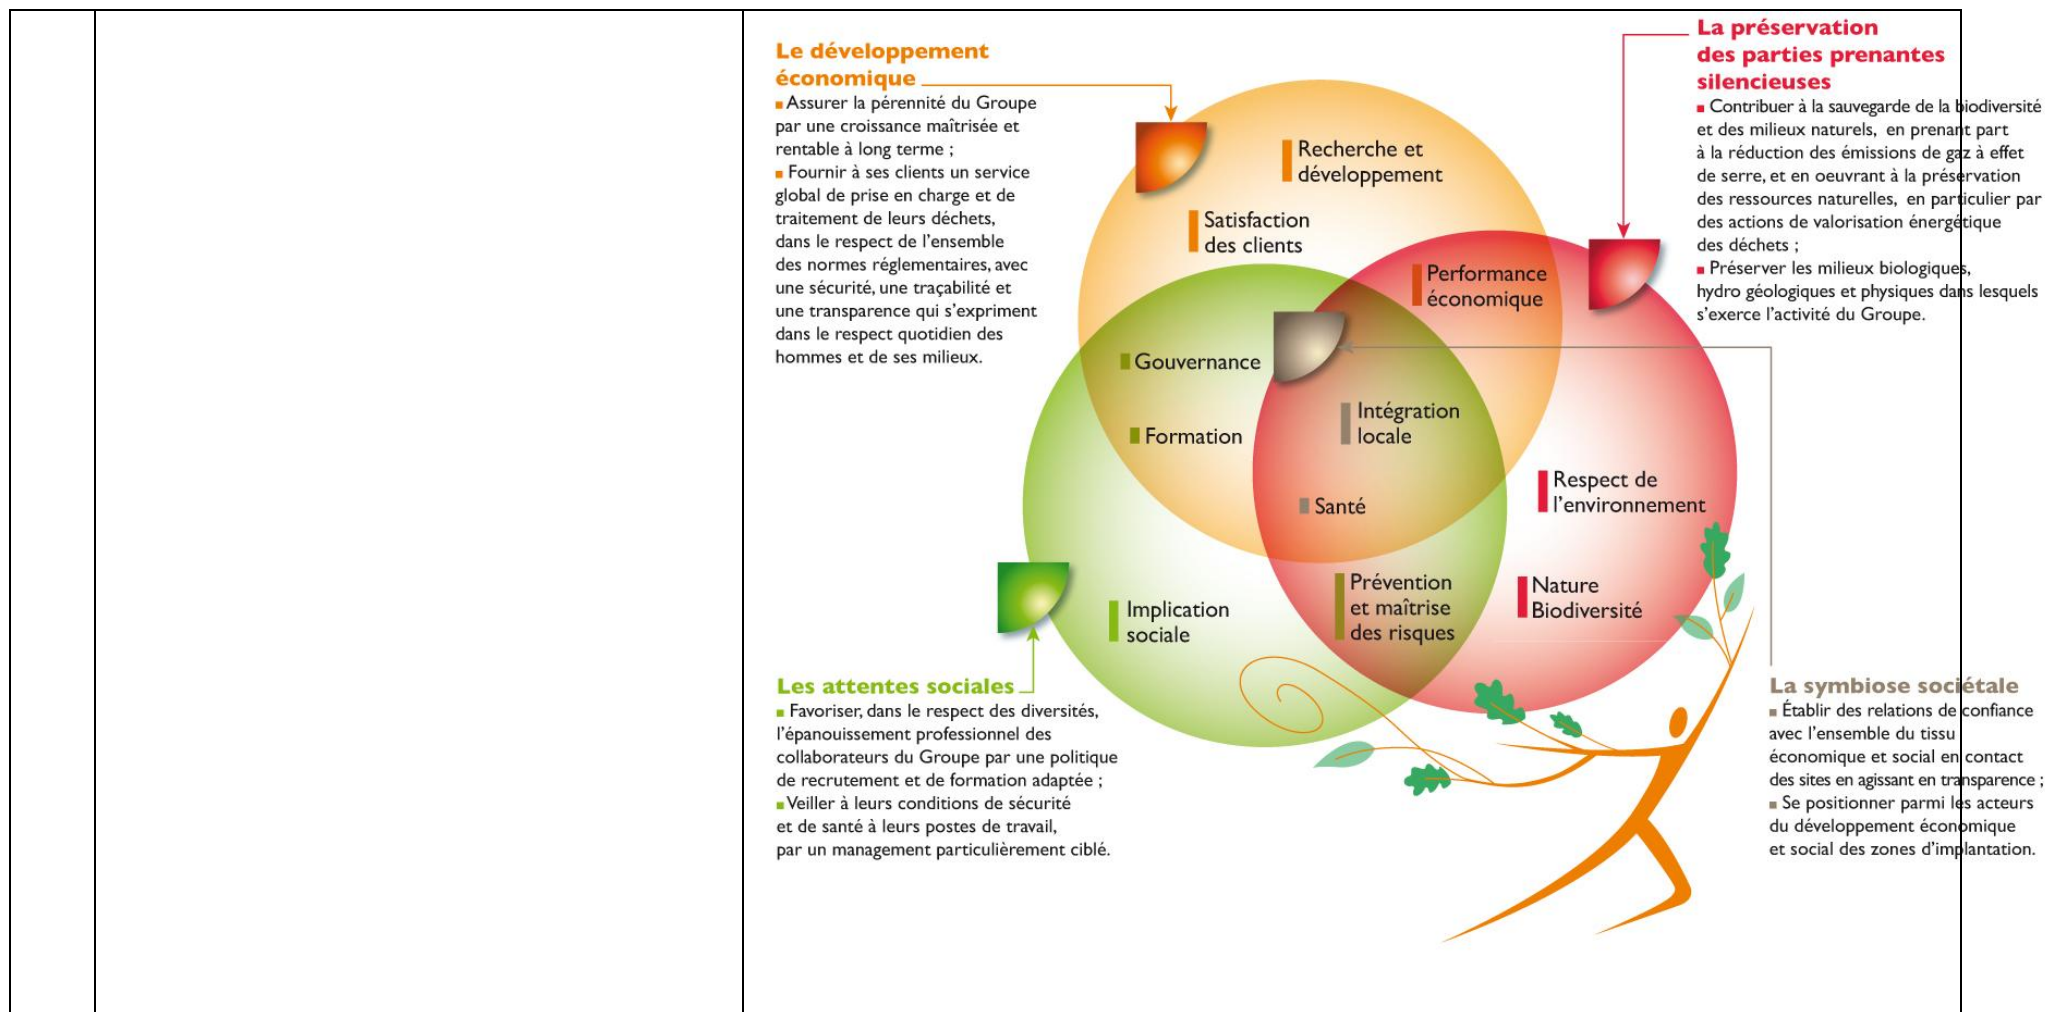 Le développement
économique
Assurer la pérennité du Groupe
par une croissance maîtrisée et
rentable à long terme ;
Fournir à ses clients un service
global de prise en charge et de
traitement de leurs déchets,
dans le respect de l'ensemble
des normes réglementaires, avec
une sécurité, une traçabilité et
une transparence qui s'expriment
dans le respect quotidien des
hommes et de ses milieux.
La préservation
des parties prenantes
silencieuses
Contribuer à la sauvegarde de la biodiversité
et des milieux naturels, en prenant part
à la réduction des émissions de gaz à effet
de serre, et en oeuvrant à la préservation
des ressources naturelles, en particulier par
des actions de valorisation énergétique
des déchets ;
Préserver les milieux biologiques,
hydro géologiques et physiques dans lesquels
s'exerce l'activité du Groupe.
Recherche et
développement
Satisfaction
des clients
Performance
économique
Gouvernance
Formation
Intégration
locale
Santé
Respect de
l'environnement
Prévention
et maîtrise
des risques
Nature
Biodiversité
Implication
sociale
Les attentes sociales
Favoriser, dans le respect des diversités,
l'épanouissement professionnel des
collaborateurs du Groupe par une politique
de recrutement et de formation adaptée ;
Veiller à leurs conditions de sécurité
et de santé à leurs postes de travail,
par un management particulièrement ciblé.
La symbiose sociétale
Établir des relations de confiance
avec l'ensemble du tissu
économique et social en contact
des sites en agissant en transparence ;
Se positionner parmi les acteurs
du développement économique
et social des zones d'implantation.